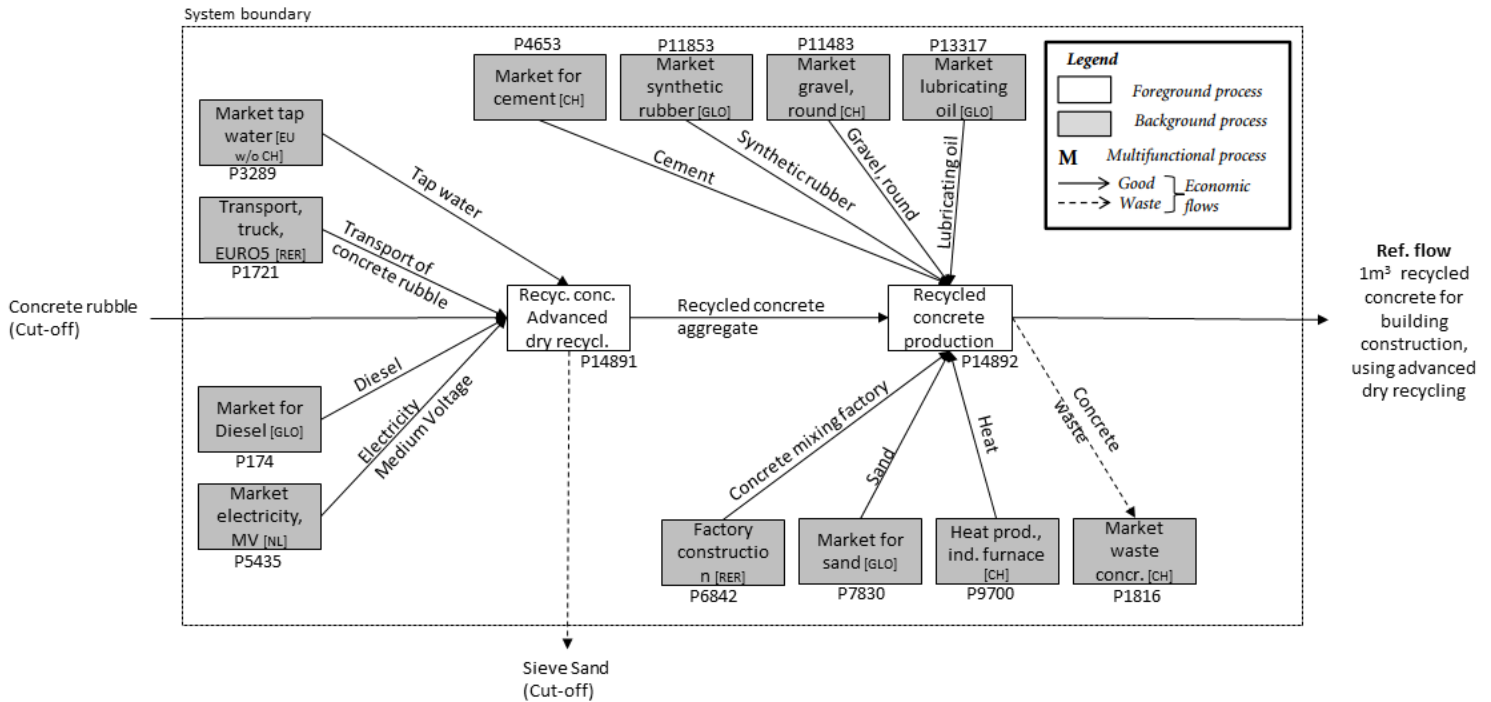 System boundary
P4653
Market for
cement [CH]
P11853
Market
synthetic
rubber [GLO]
P11483
Market
gravel,
round [CH]
P13317
Market
lubricating
oil [GLO]
Legend
Foreground process
Background process
M Multifunctional process
Good
Waste
Economic
flows
Market tap
water [EU
w/o CH]
P3289
Transport,
truck,
EURO5 [RER]
P1721
Tap water
Transport of
concrete rubble
Cement
Synthetic rubber
Gravel, round
Lubricating oil
Concrete rubble
(Cut-off)
Recyc. conc.
Advanced
dry recycl.
P14891
Recycled concrete
aggregate
Recycled
concrete
production
P14892
Ref. flow
1m³ recycled
concrete for
building
construction,
using advanced
dry recycling
Diesel
Electricity
Medium Voltage
Market for
Diesel [GLO]
P174
Market
electricity,
MV [NL]
P5435
Concrete mixing factory
Sand
Heat
Concrete
waste
Factory
constructio
n [RER]
P6842
Market for
sand [GLO]
P7830
Heat prod.,
ind. furnace
[CH]
P9700
Market
waste
concr. [CH]
P1816
Sieve Sand
(Cut-off)